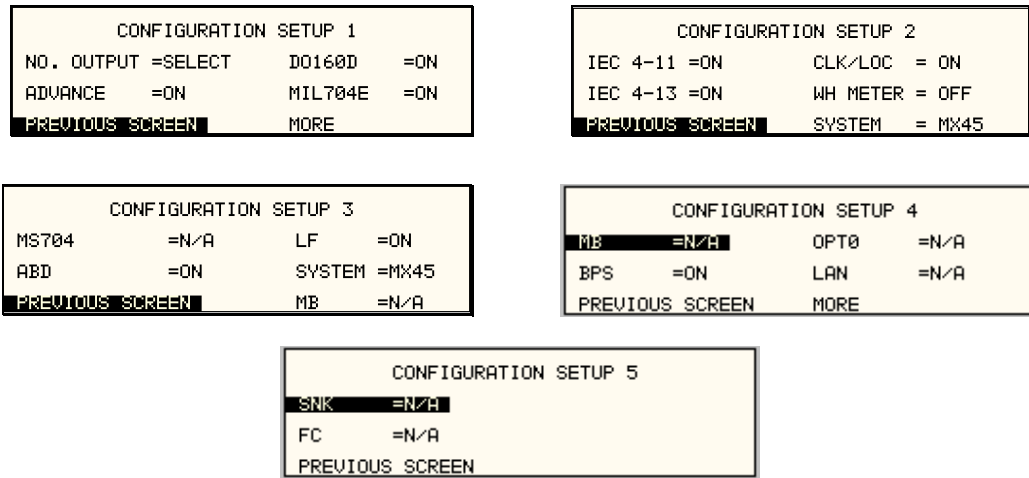 CONFIGURATION SETUP 1
NO. OUTPUT =SELECT DO160D =ON
ADVANCE =ON MIL704E =ON
PREVIOUS SCREEN MORE
CONFIGURATION SETUP 2
IEC 4-11 =ON CLK/LOC = ON
IEC 4-13 =ON WH METER = OFF
PREVIOUS SCREEN SYSTEM = MX45
CONFIGURATION SETUP 3
MS704 =N/A LF =ON
ABD =ON SYSTEM =MX45
PREVIOUS SCREEN MB =N/A
CONFIGURATION SETUP 4
MB =N/A OPT0 =N/A
BPS =ON LAN =N/A
PREVIOUS SCREEN MORE
CONFIGURATION SETUP 5
SNK =N/A
FC =N/A
PREVIOUS SCREEN